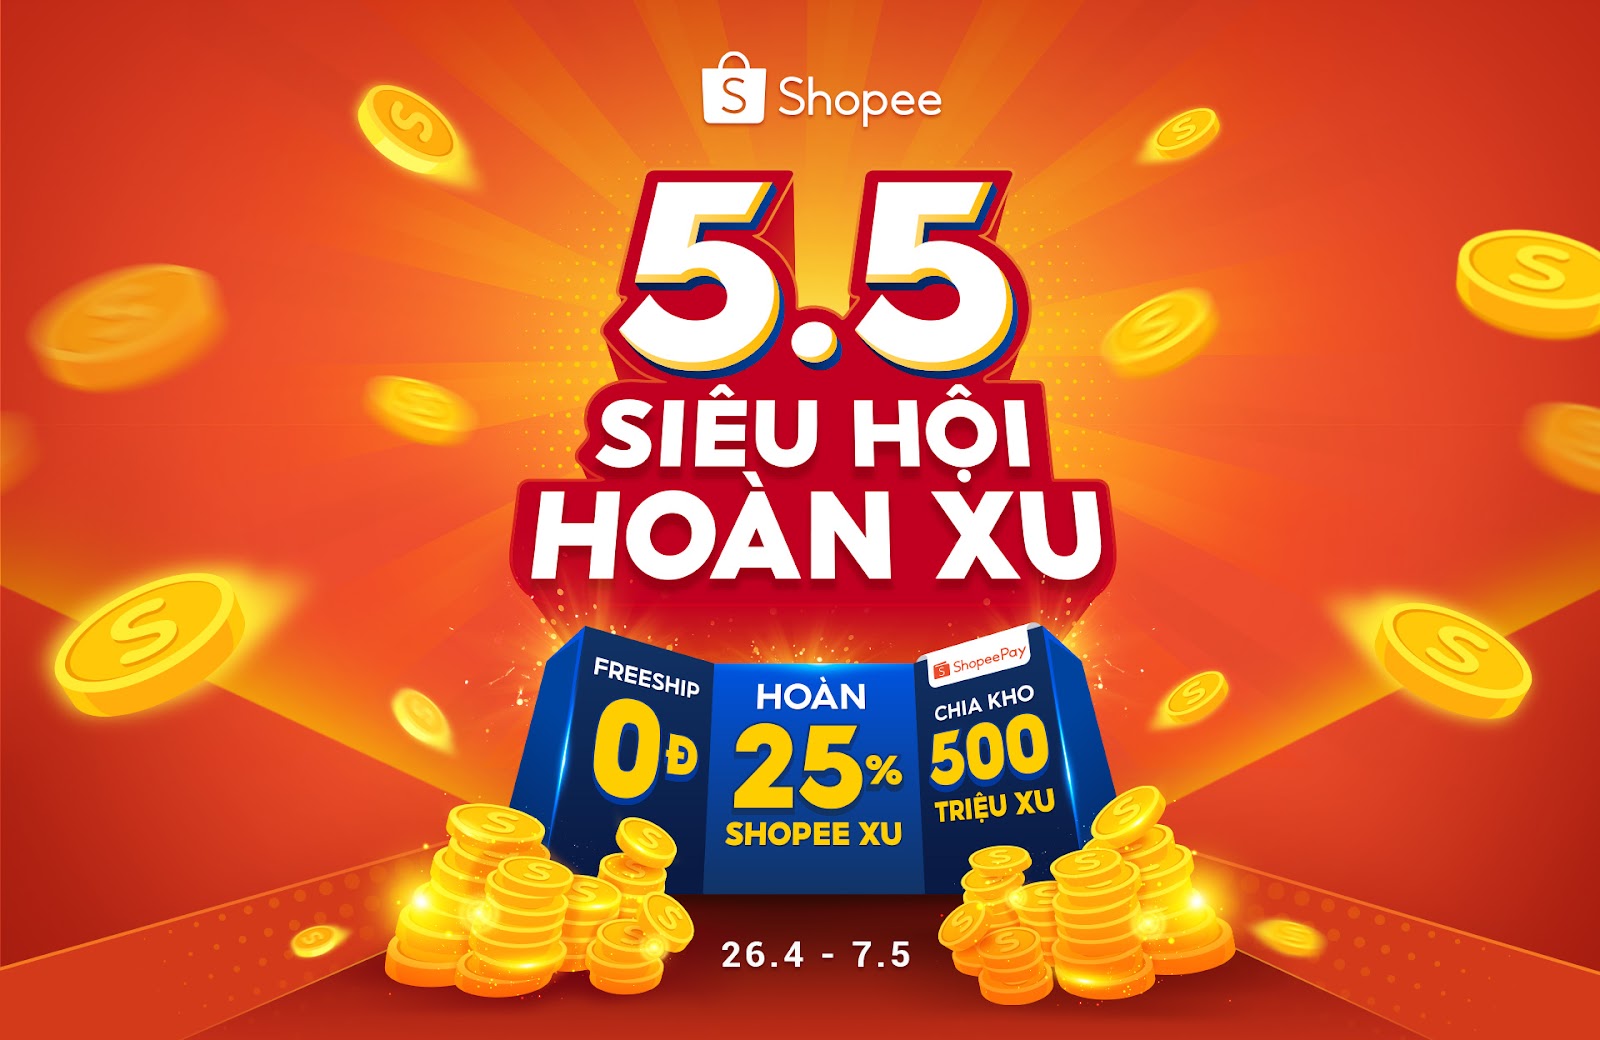 Shopee
5.5
SIÊU HỘI
HOÀN XU
FREESHIP
0Đ
HOÀN
25%
SHOPEE XU
ShopeePay
CHIA KHO
500
TRIỆU XU
26.4 - 7.5